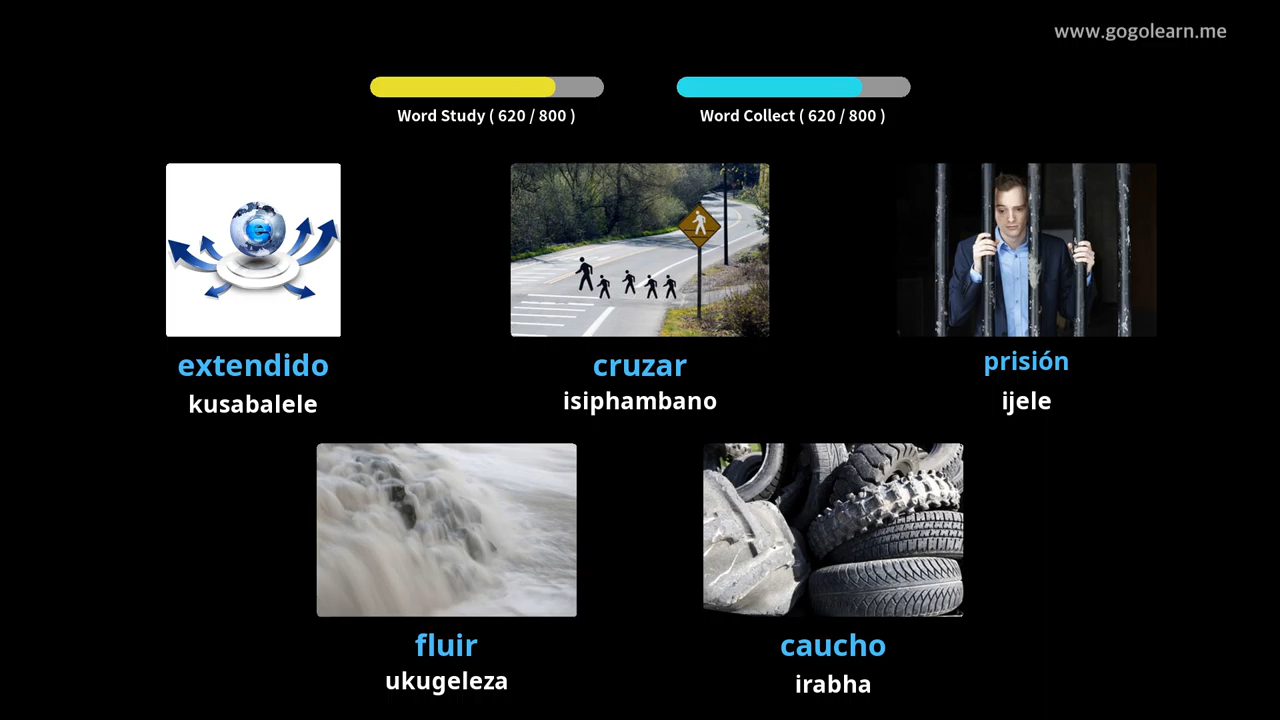 www.gogolearn.me
Word Study ( 620 / 800 )
Word Collect ( 620 / 800 )
extendido
kusabalele
cruzar
isiphambano
prisión
ijele
fluir
ukugeleza
caucho
irabha